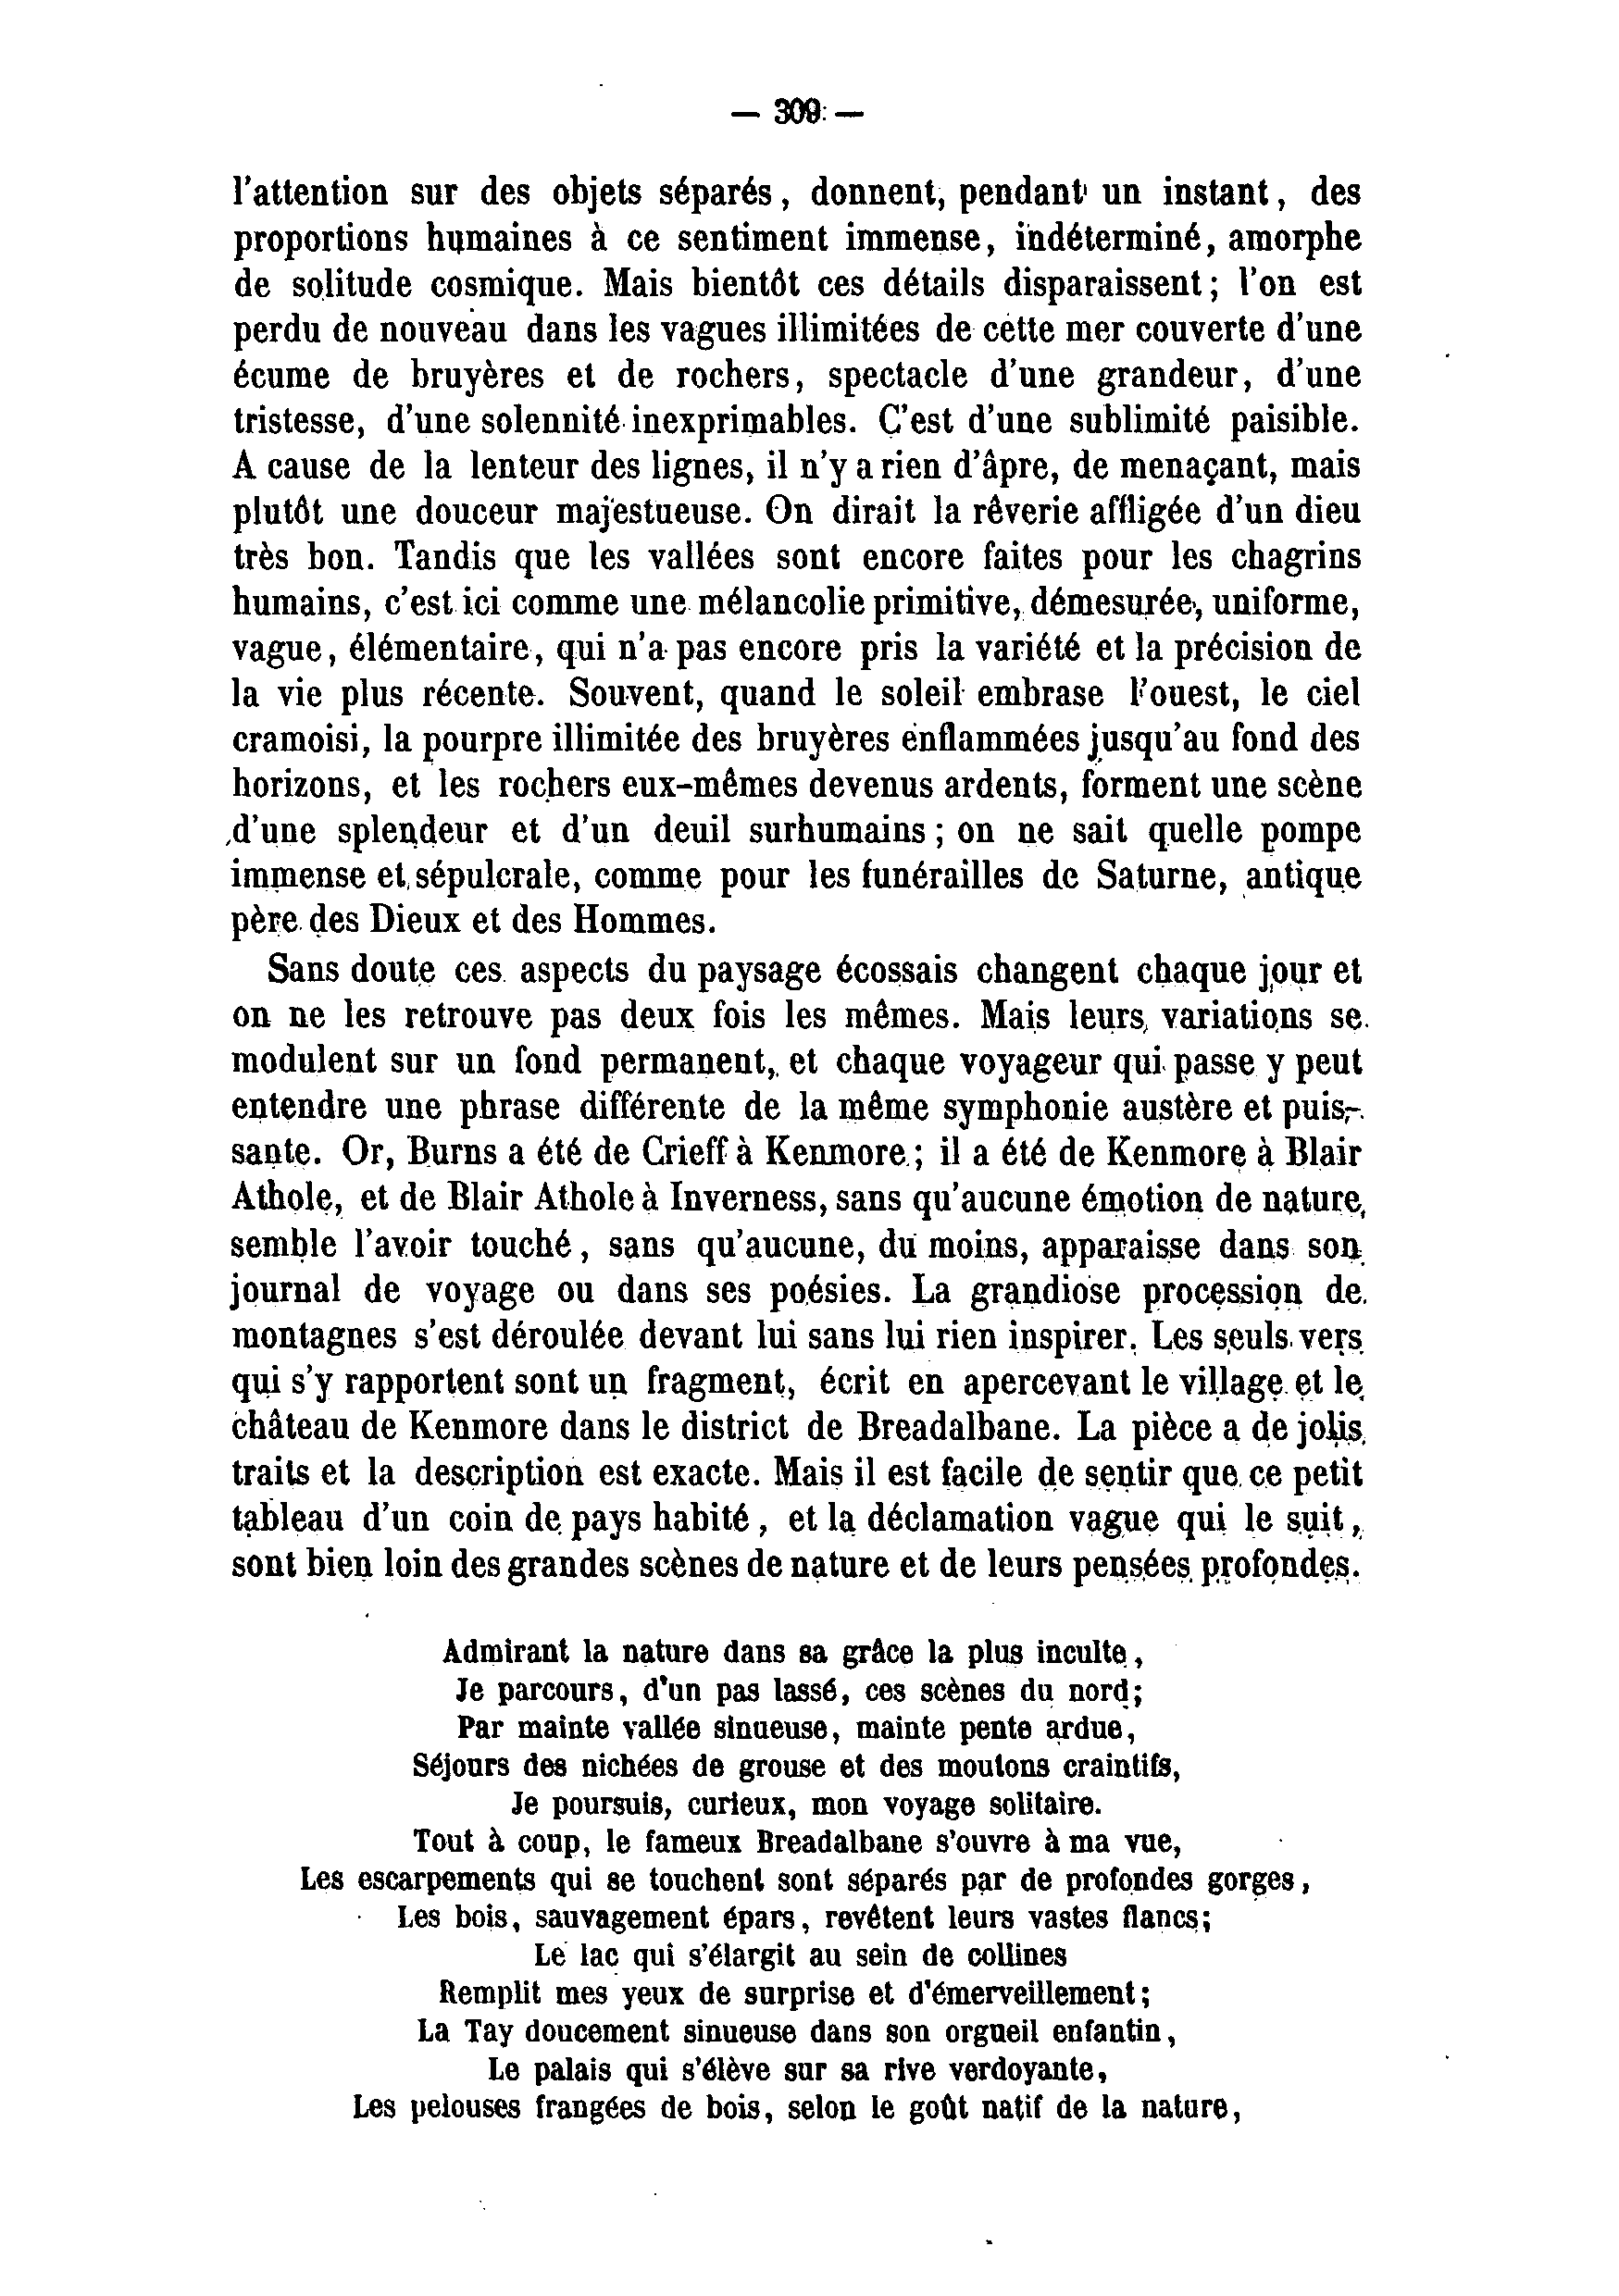 — 309 —
l'attention sur des objets séparés, donnent, pendant un instant, des
proportions humaines à ce sentiment immense, indéterminé, amorphe
de solitude cosmique. Mais bientôt ces détails disparaissent; l'on est
perdu de nouveau dans les vagues illimitées de cette mer couverte d'une
écume de bruyères et de rochers, spectacle d'une grandeur, d'une
tristesse, d'une solennité inexprimables. C'est d'une sublimité paisible.
A cause de la lenteur des lignes, il n'y a rien d'âpre, de menaçant, mais
plutôt une douceur majestueuse. On dirait la rêverie affligée d'un dieu
très bon. Tandis que les vallées sont encore faites pour les chagrins
humains, c'est ici comme une mélancolie primitive, démesurée, uniforme,
vague, élémentaire, qui n'a pas encore pris la variété et la précision de
la vie plus récente. Souvent, quand le soleil embrase l'ouest, le ciel
cramoisi, la pourpre illimitée des bruyères enflammées jusqu'au fond des
horizons, et les rochers eux-mêmes devenus ardents, forment une scène
d'une splendeur et d'un deuil surhumains; on ne sait quelle pompe
immense et sépulcrale, comme pour les funérailles de Saturne, antique
père des Dieux et des Hommes.
Sans doute ces aspects du paysage écossais changent chaque jour et
on ne les retrouve pas deux fois les mêmes. Mais leurs variations se
modulent sur un fond permanent, et chaque voyageur qui passe y peut
entendre une phrase différente de la même symphonie austère et puis-
sante. Or, Burns a été de Crieff à Kenmore; il a été de Kenmore à Blair
Athole, et de Blair Athole à Inverness, sans qu'aucune émotion de nature
semble l'avoir touché, sans qu'aucune, du moins, apparaisse dans son
journal de voyage ou dans ses poésies. La grandiose procession de
montagnes s'est déroulée devant lui sans lui rien inspirer. Les seuls vers
qui s'y rapportent sont un fragment, écrit en apercevant le village et le
château de Kenmore dans le district de Breadalbane. La pièce a de jolis
traits et la description est exacte. Mais il est facile de sentir que ce petit
tableau d'un coin de pays habité, et la déclamation vague qui le suit,
sont bien loin des grandes scènes de nature et de leurs pensées profondes.
Admirant la nature dans sa grâce la plus inculte,
Je parcours, d'un pas lassé, ces scènes du nord;
Par mainte vallée sinueuse, mainte pente ardue,
Séjours des nichées de grouse et des moutons craintifs,
Je poursuis, curieux, mon voyage solitaire.
Tout à coup, le fameux Breadalbane s'ouvre à ma vue,
Les escarpements qui se touchent sont séparés par de profondes gorges,
Les bois, sauvagement épars, revêtent leurs vastes flancs;
Le lac qui s'élargit au sein de collines
Remplit mes yeux de surprise et d'émerveillement;
La Tay doucement sinueuse dans son orgueil enfantin,
Le palais qui s'élève sur sa rive verdoyante,
Les pelouses frangées de bois, selon le goût natif de la nature,